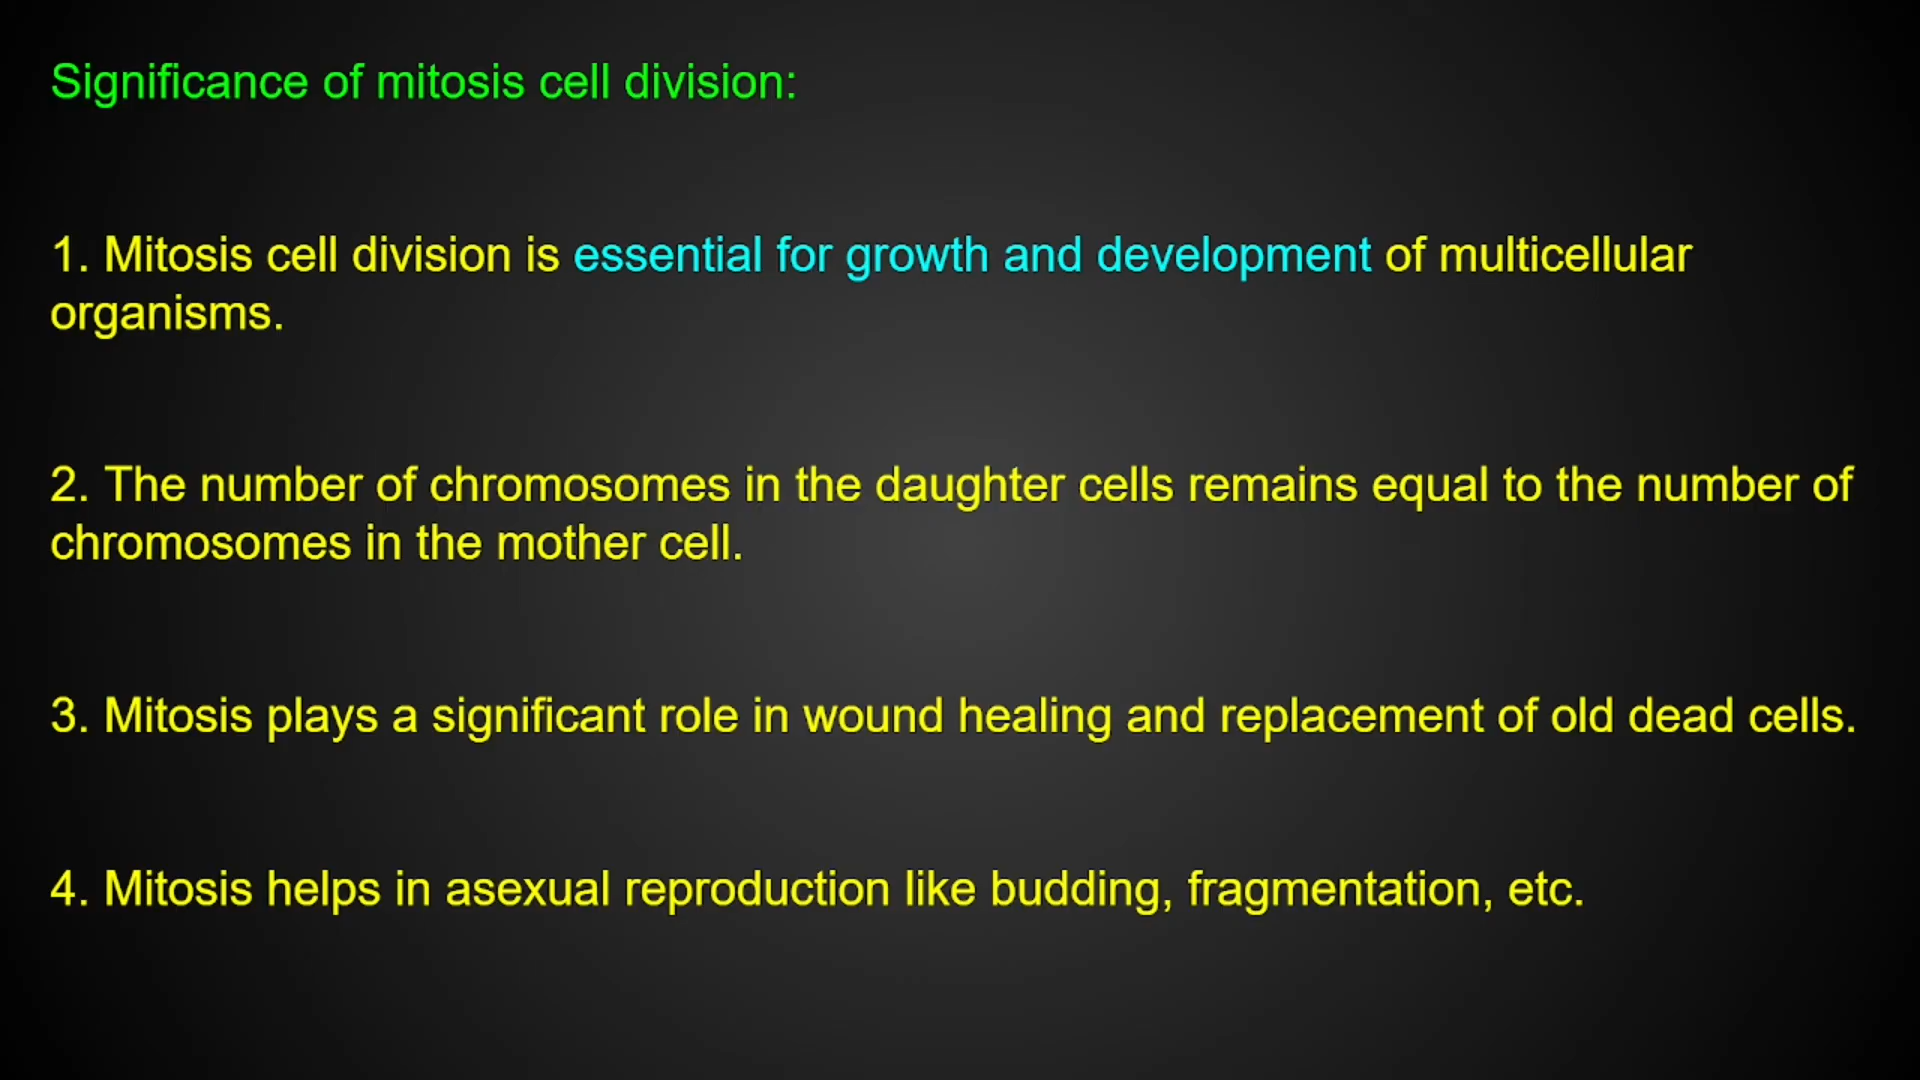 Significance of mitosis cell division:
1. Mitosis cell division is essential for growth and development of multicellular
organisms.
2. The number of chromosomes in the daughter cells remains equal to the number of
chromosomes in the mother cell.
3. Mitosis plays a significant role in wound healing and replacement of old dead cells.
4. Mitosis helps in asexual reproduction like budding, fragmentation, etc.